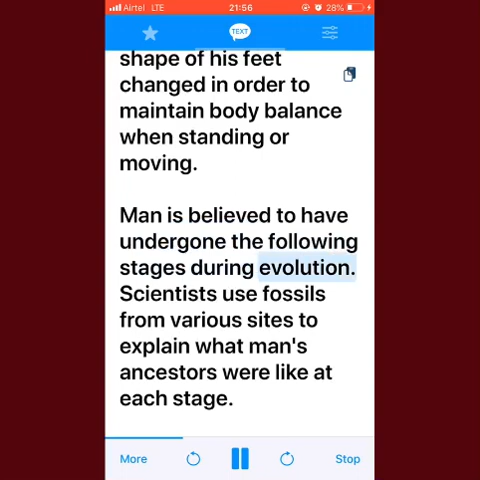 Airtel LTE 21:56 28%
TEXT
shape of his feet
changed in order to
maintain body balance
when standing or
moving.
Man is believed to have
undergone the following
stages during evolution.
Scientists use fossils
from various sites to
explain what man's
ancestors were like at
each stage.
More Stop